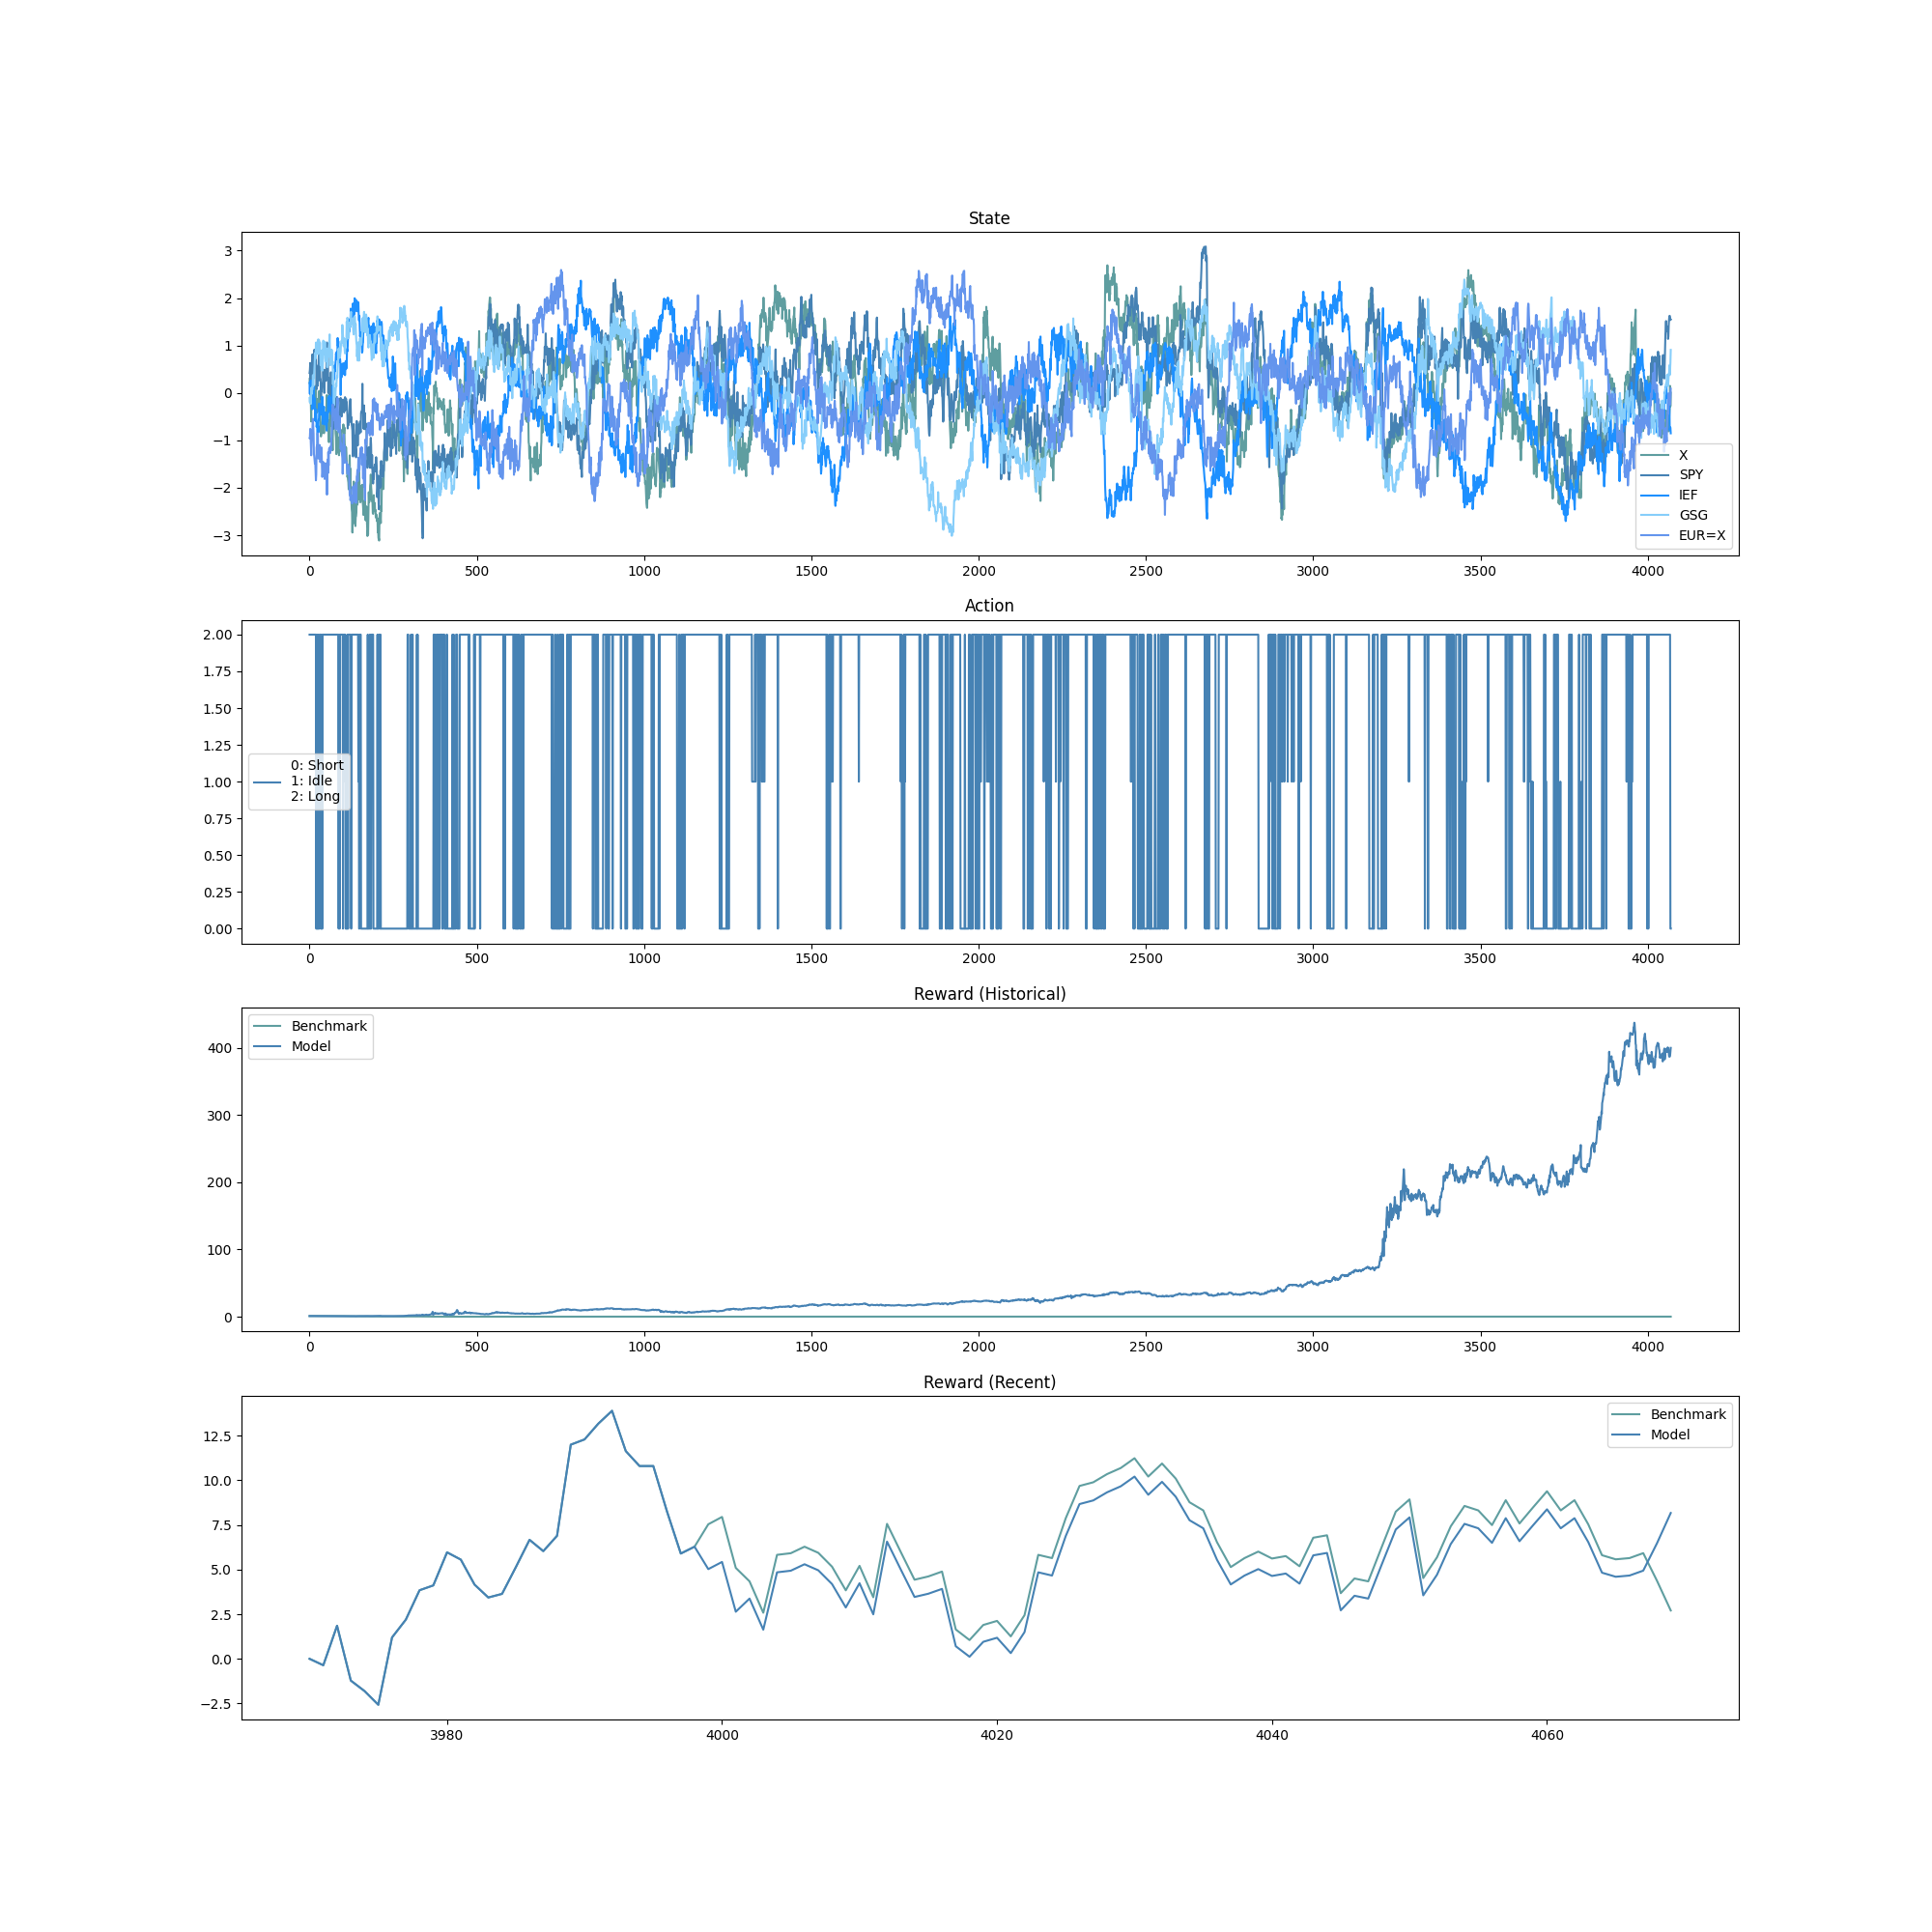 State
3
2
1
0
−1
−2
−3
X
SPY
IEF
GSG
EUR=X
0 500 1000 1500 2000 2500 3000 3500 4000
Action
2.00
1.75
1.50
1.25
1.00
0.75
0.50
0.25
0.00
0: Short
1: Idle
2: Long
0 500 1000 1500 2000 2500 3000 3500 4000
Reward (Historical)
Benchmark
Model
400
300
200
100
0
0 500 1000 1500 2000 2500 3000 3500 4000
Reward (Recent)
Benchmark
Model
12.5
10.0
7.5
5.0
2.5
0.0
−2.5
3980 4000 4020 4040 4060